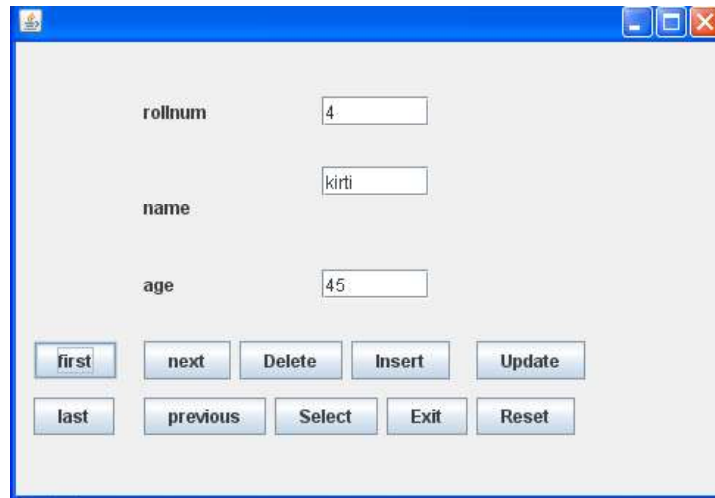 rollnum 4
name kirti
age 45
first next Delete Insert Update
last previous Select Exit Reset